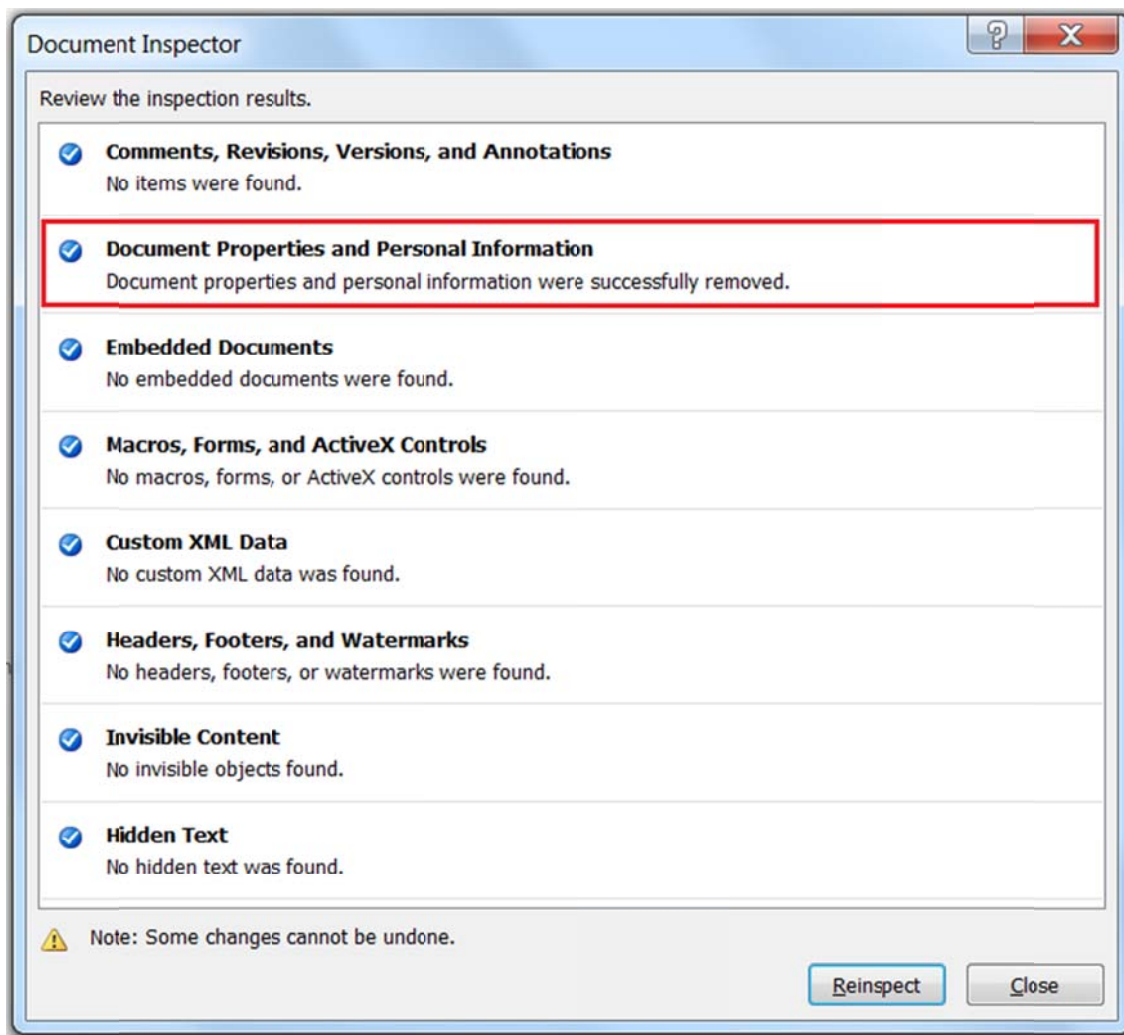 Document Inspector
Review the inspection results.
Comments, Revisions, Versions, and Annotations
No items were found.
Document Properties and Personal Information
Document properties and personal information were successfully removed.
Embedded Documents
No embedded documents were found.
Macros, Forms, and ActiveX Controls
No macros, forms, or ActiveX controls were found.
Custom XML Data
No custom XML data was found.
Headers, Footers, and Watermarks
No headers, footers, or watermarks were found.
Invisible Content
No invisible objects found.
Hidden Text
No hidden text was found.
Note: Some changes cannot be undone.
Reinspect Close